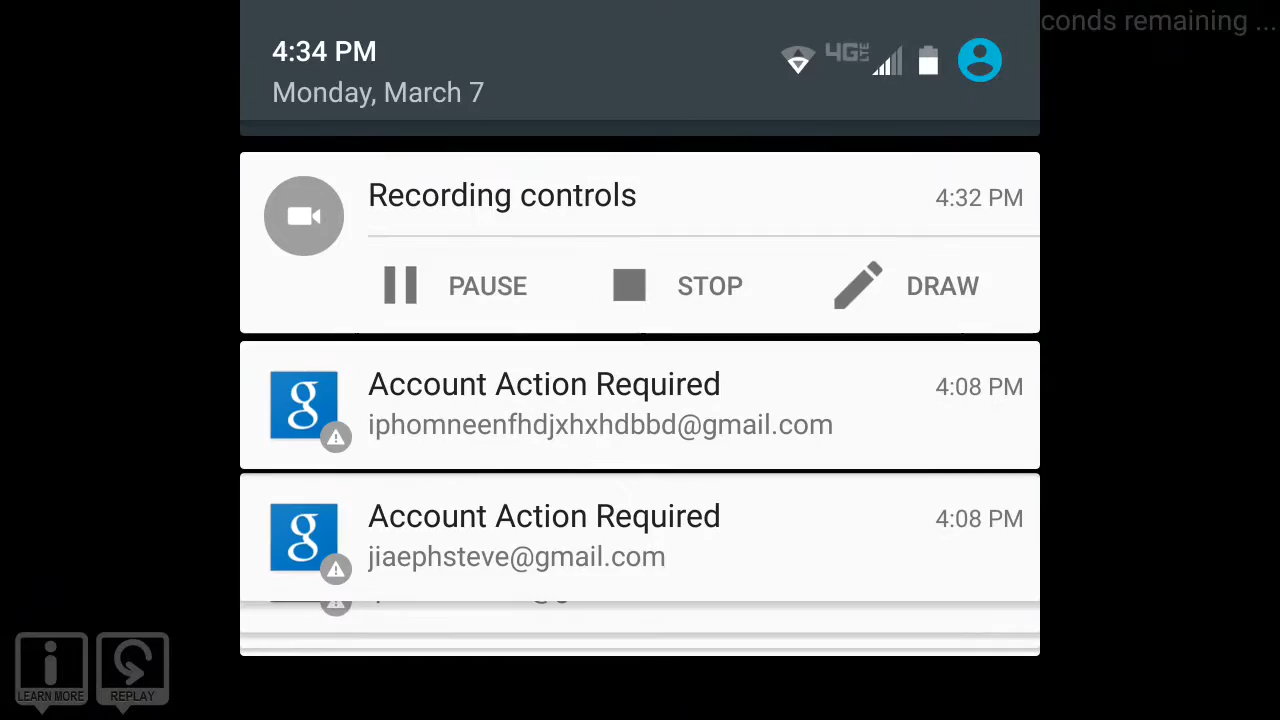 conds remaining ...
4:34 PM
4G LTE
Monday, March 7
Recording controls
4:32 PM
PAUSE
STOP
DRAW
Account Action Required
4:08 PM
iphomneenfhdjxhxhdbbd@gmail.com
Account Action Required
4:08 PM
jiaephsteve@gmail.com
LEARN MORE
REPLAY